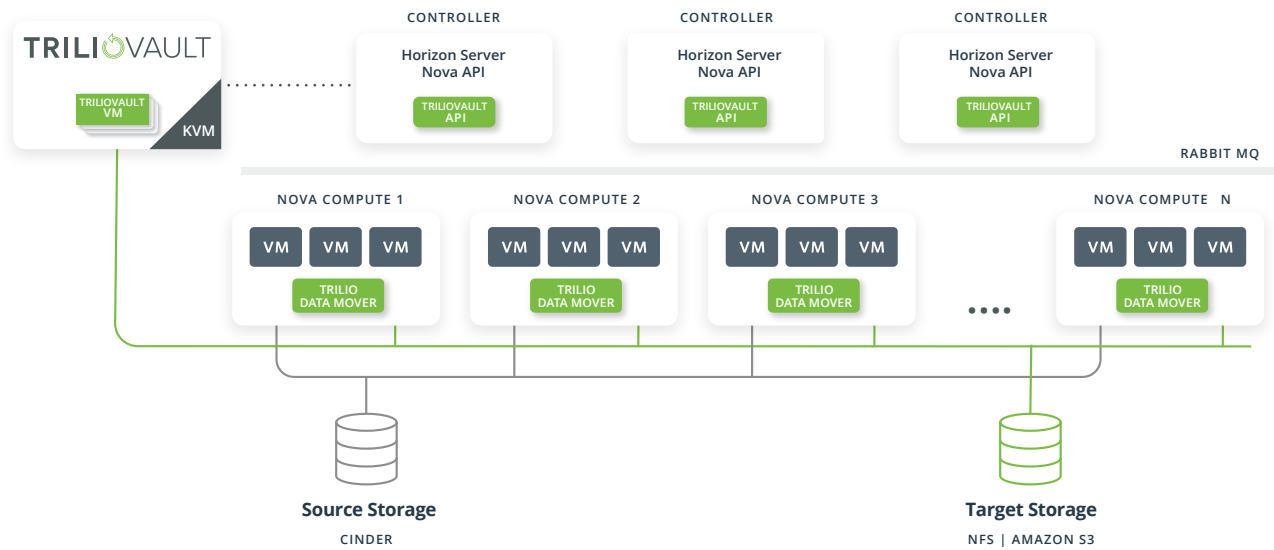 TRILIOVAULT
TRILIOVAULT
VM
KVM
CONTROLLER
Horizon Server
Nova API
TRILIOVAULT
API
CONTROLLER
Horizon Server
Nova API
TRILIOVAULT
API
CONTROLLER
Horizon Server
Nova API
TRILIOVAULT
API
RABBIT MQ
NOVA COMPUTE 1
VM VM VM
TRILIO
DATA MOVER
NOVA COMPUTE 2
VM VM VM
TRILIO
DATA MOVER
NOVA COMPUTE 3
VM VM VM
TRILIO
DATA MOVER
NOVA COMPUTE N
VM VM VM
TRILIO
DATA MOVER
Source Storage
CINDER
Target Storage
NFS | AMAZON S3